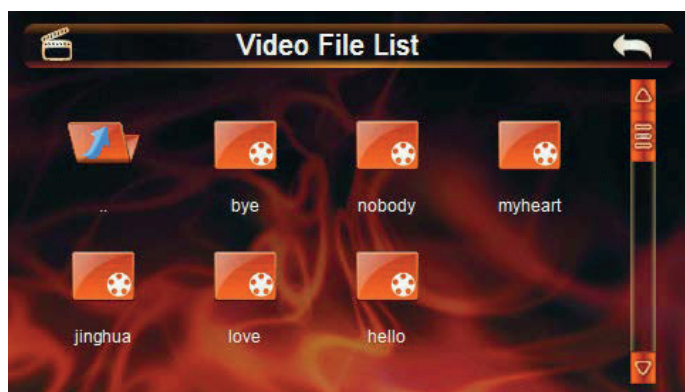 Video File List
..
bye
nobody
myheart
jinghua
love
hello